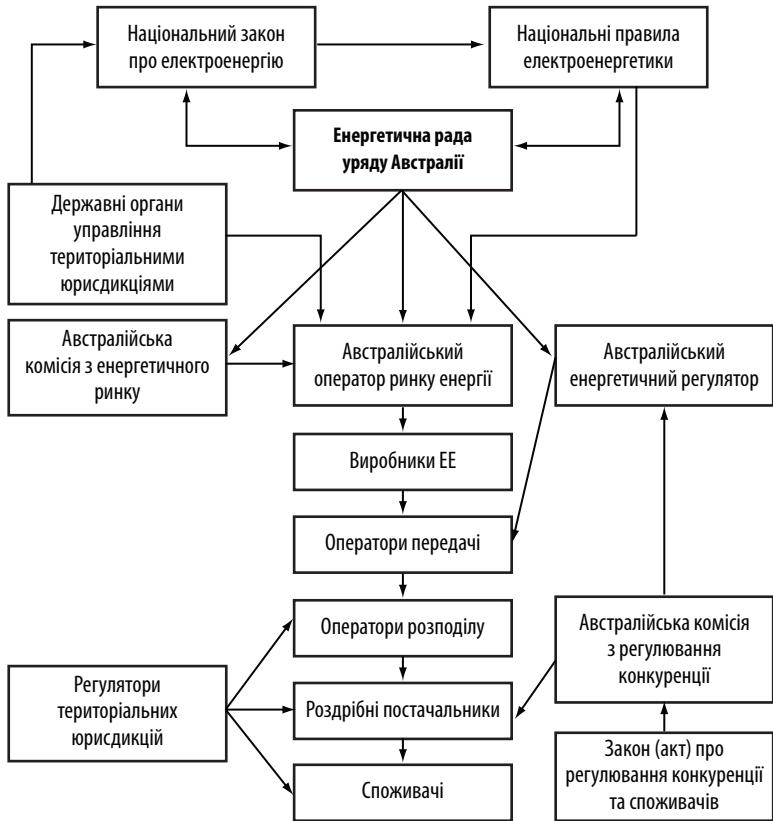 Національний закон
про електроенергію
Національні правила
електроенергетики
Енергетична рада
уряду Австралії
Державні органи
управління
територіальними
юрисдикціями
Австралійська
комісія з енергетичного
ринку
Австралійський
оператор ринку енергії
Австралійський
енергетичний регулятор
Виробники ЕЕ
Оператори передачі
Оператори розподілу
Австралійська комісія
з регулювання
конкуренції
Регулятори
територіальних
юрисдикцій
Роздрібні постачальники
Закон (акт) про
регулювання конкуренції
та споживачів
Споживачі